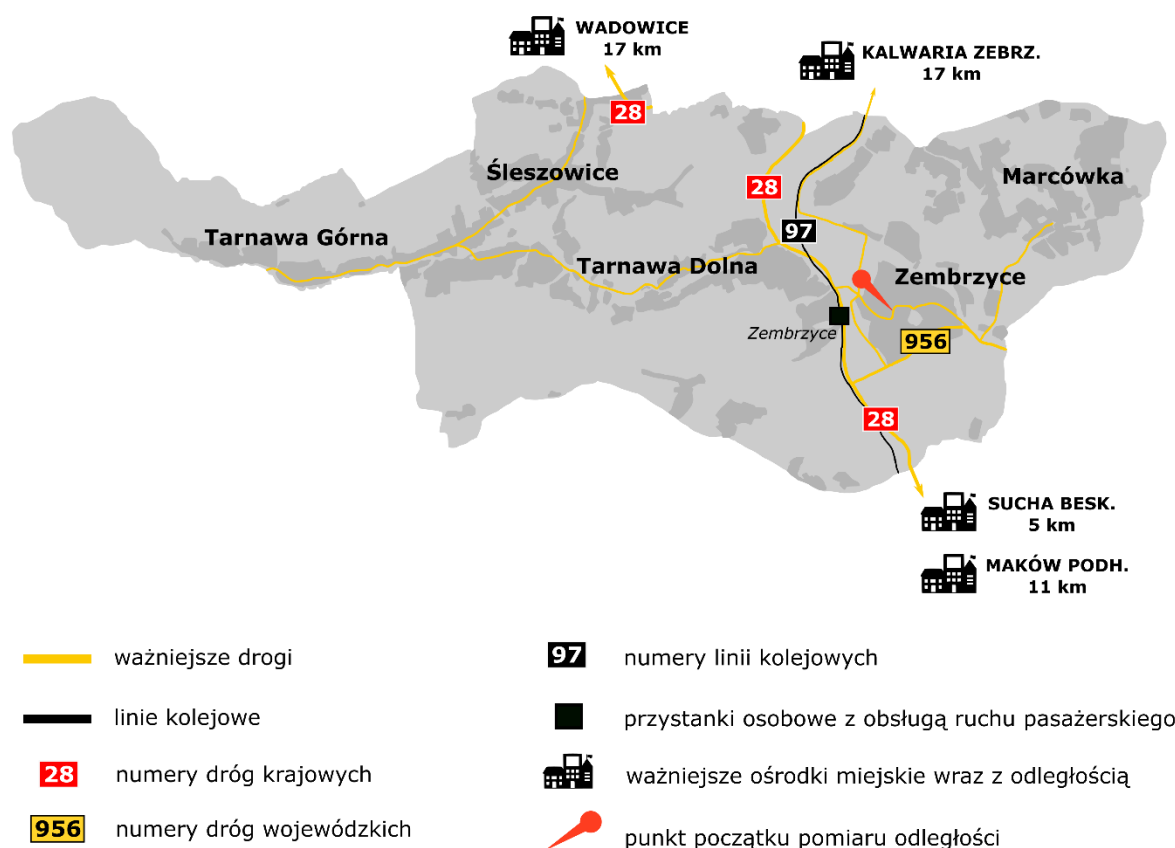 WADOWICE
17 km
KALWARIA ZEBRZ.
17 km
28
Śleszowice
28
Marcówka
97
Tarnawa Górna
Tarnawa Dolna
Zembrzyce
Zembrzyce
956
28
SUCHA BESK.
5 km
MAKÓW PODH.
11 km
ważniejsze drogi
linie kolejowe
28 numery dróg krajowych
956 numery dróg wojewódzkich
97 numery linii kolejowych
przystanki osobowe z obsługą ruchu pasażerskiego
ważniejsze ośrodki miejskie wraz z odległością
punkt początku pomiaru odległości